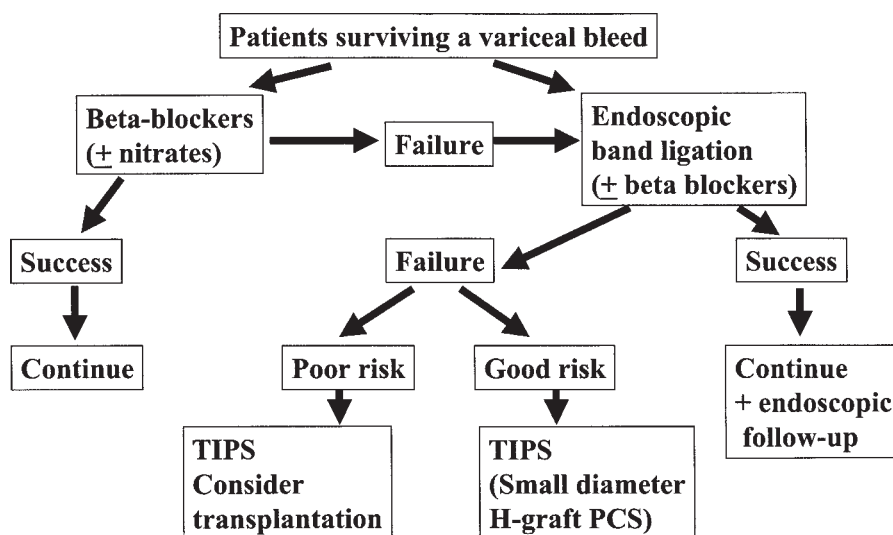 Patients surviving a variceal bleed
Beta-blockers
(± nitrates)
Failure
Endoscopic
band ligation
(± beta blockers)
Success
Failure
Success
Continue
Poor risk
Good risk
Continue
+ endoscopic
follow-up
TIPS
Consider
transplantation
TIPS
(Small diameter
H-graft PCS)